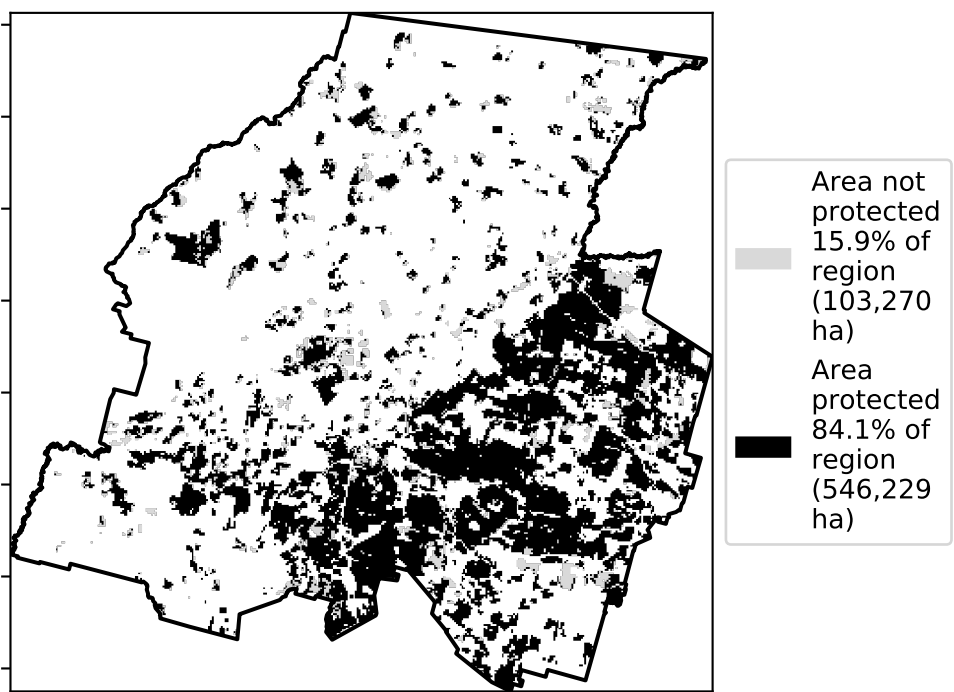 Area not
protected
15.9% of
region
(103,270
ha)
Area
protected
84.1% of
region
(546,229
ha)